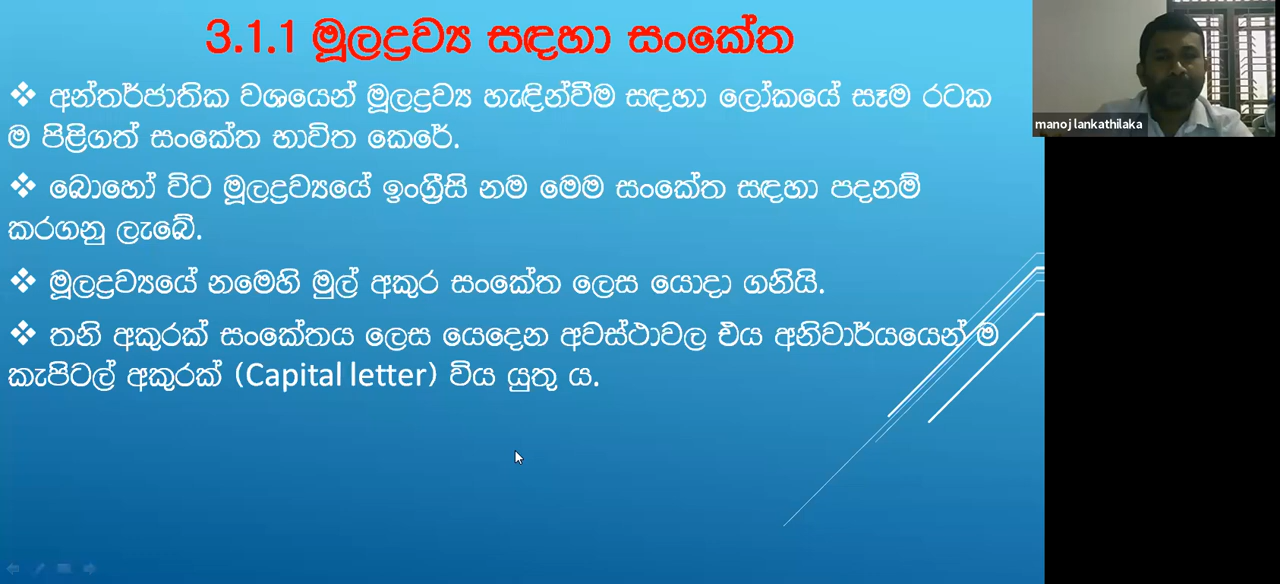 3.1.1 මූලද්‍රව්‍ය සඳහා සංකේත
❖ අන්තර්ජාතික වශයෙන් මූලද්‍රව්‍ය හැඳින්වීම සඳහා ලෝකයේ සෑම රටක
ම පිළිගත් සංකේත භාවිත කෙරේ.
❖ බොහෝ විට මූලද්‍රව්‍යයේ ඉංග්‍රීසි නම මෙම සංකේත සඳහා පදනම්
කරගනු ලැබේ.
❖ මූලද්‍රව්‍යයේ නමෙහි මුල් අකුර සංකේත ලෙස යොදා ගනියි.
❖ තනි අකුරක් සංකේතය ලෙස යෙදෙන අවස්ථාවල එය අනිවාර්යයෙන් ම
කැපිටල් අකුරක් (Capital letter) විය යුතු ය.
manoj lankathilaka